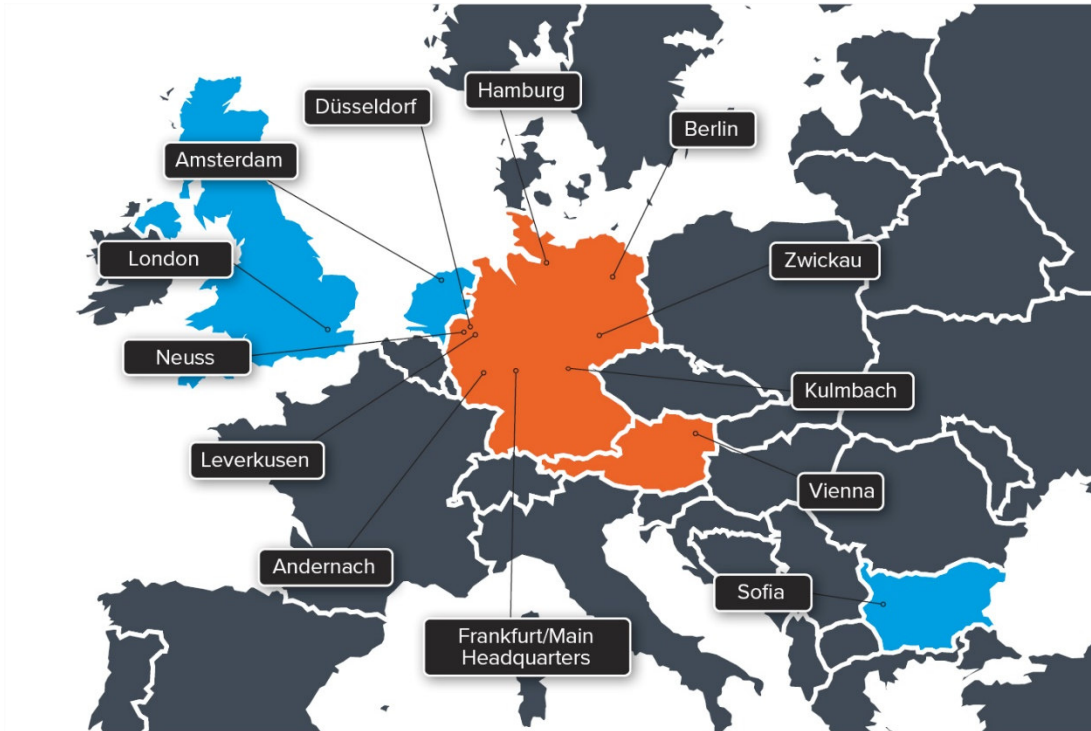 Hamburg
Düsseldorf
Berlin
Amsterdam
London
Zwickau
Neuss
Kulmbach
Leverkusen
Vienna
Andernach
Sofia
Frankfurt/Main
Headquarters